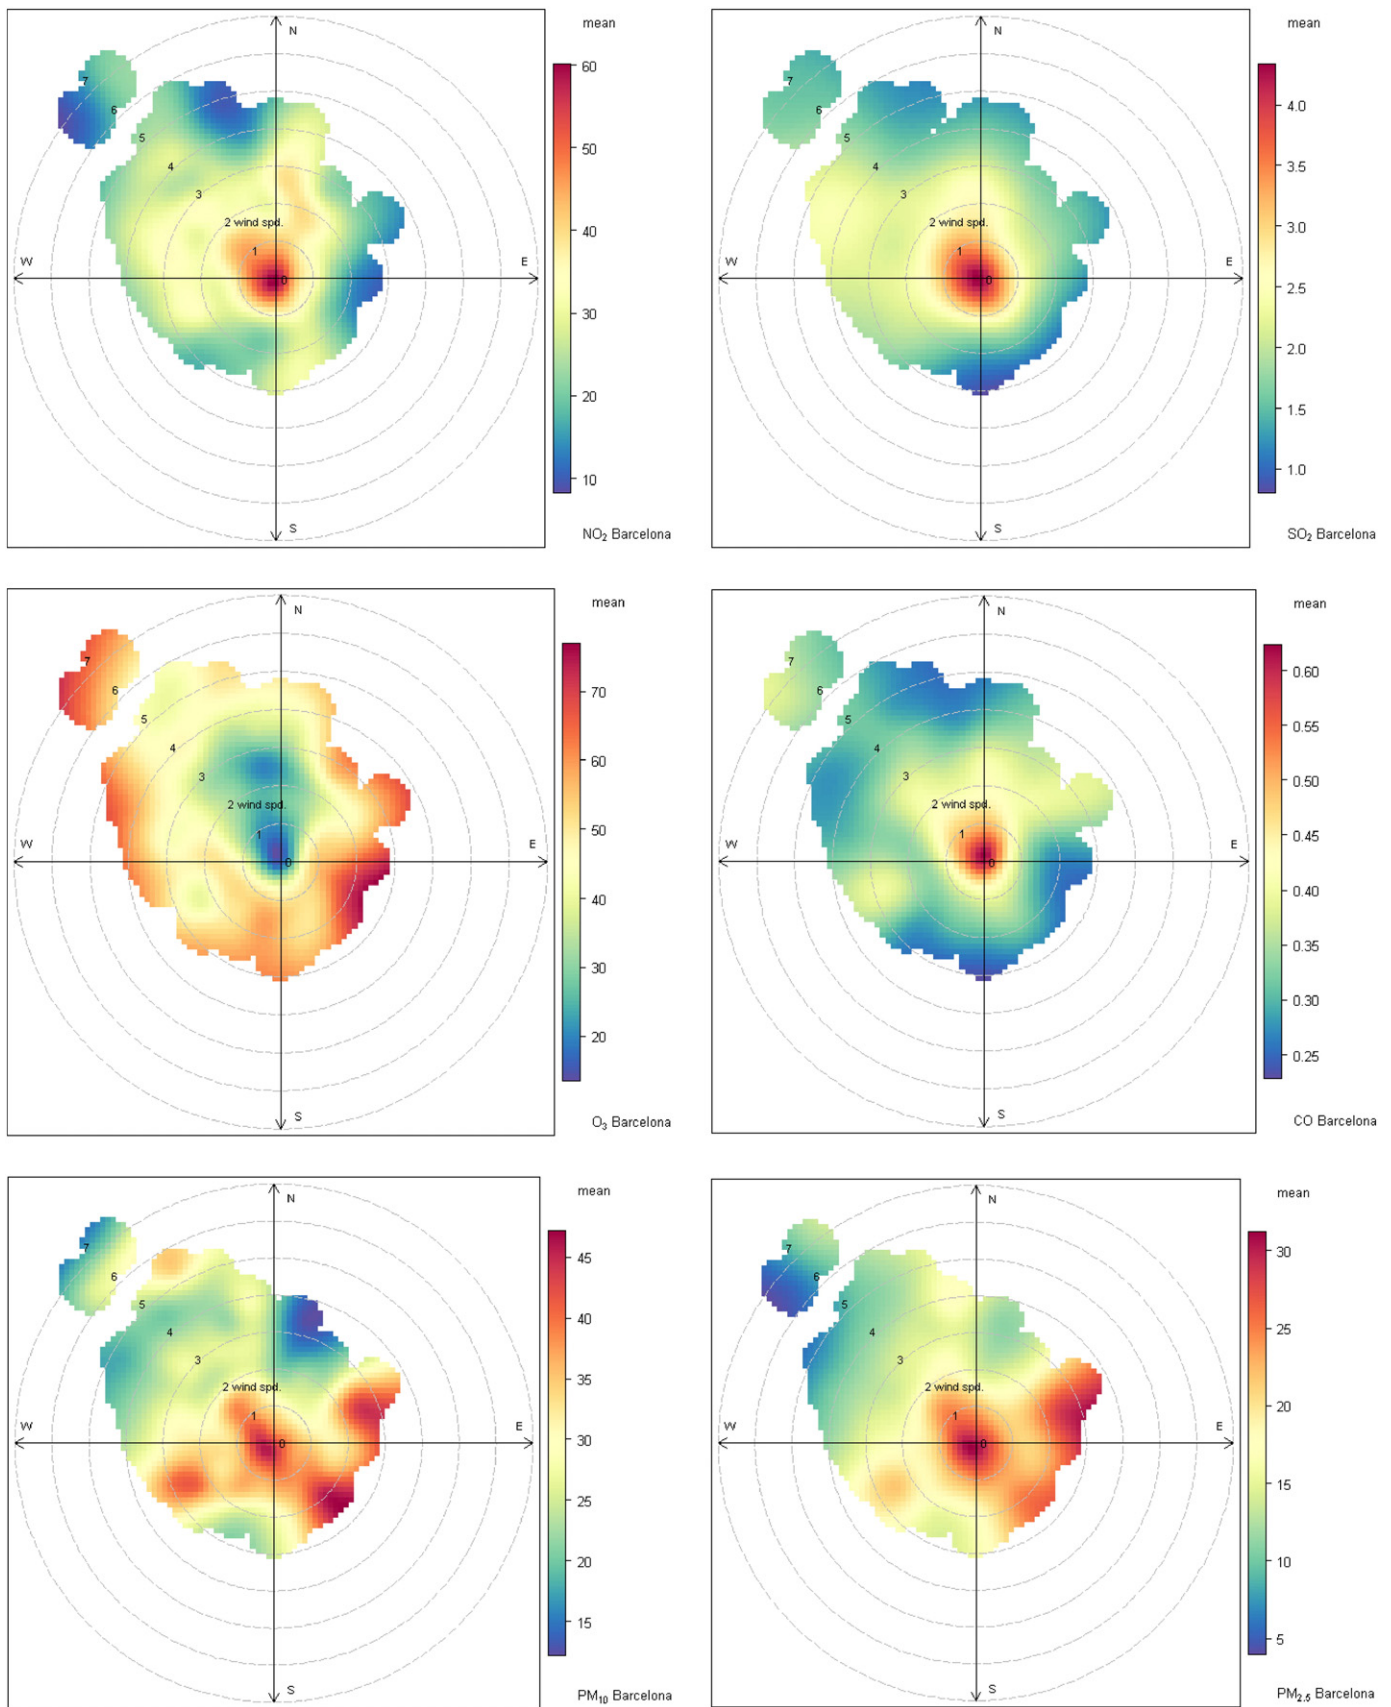 mean
N
7
6
5
4
3
2 wind spd.
1
W
E
0
S
60
50
40
30
20
10
NO₂ Barcelona
mean
N
7
6
5
4
3
2 wind spd.
1
W
E
0
S
4.0
3.5
3.0
2.5
2.0
1.5
1.0
SO₂ Barcelona
mean
N
7
6
5
4
3
2 wind spd.
1
W
E
0
S
70
60
50
40
30
20
O₃ Barcelona
mean
N
7
6
5
4
3
2 wind spd.
1
W
E
0
S
0.60
0.55
0.50
0.45
0.40
0.35
0.30
0.25
CO Barcelona
mean
N
7
6
5
4
3
2 wind spd.
1
W
E
0
S
45
40
35
30
25
20
15
PM₁₀ Barcelona
mean
N
7
6
5
4
3
2 wind spd.
1
W
E
0
S
30
25
20
15
10
5
PM₂.₅ Barcelona